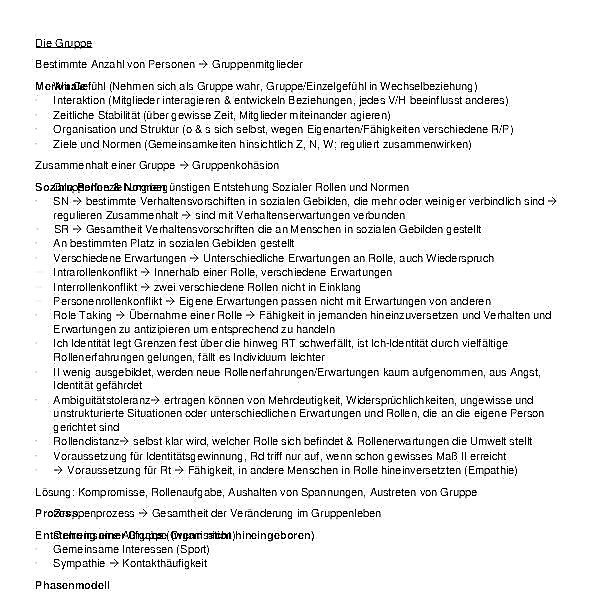 Die Gruppe
Bestimmte Anzahl von Personen → Gruppenmitglieder
Merkmale
Wir Gefühl (Nehmen sich als Gruppe wahr, Gruppe/Einzelgefühl in Wechselbeziehung)
Interaktion (Mitglieder interagieren & entwickeln Beziehungen, jedes V/H beeinflusst anderes)
Zeitliche Stabilität (über gewisse Zeit, Mitglieder miteinander agieren)
Organisation und Struktur (o & s sich selbst, wegen Eigenarten/Fähigkeiten verschiedene R/P)
Ziele und Normen (Gemeinsamkeiten hinsichtlich Z, N, W; reguliert zusammenwirken)
Zusammenhalt einer Gruppe → Gruppenkohäsion
Soziale Rollen & Normen
günstigen Entstehung Sozialer Rollen und Normen
SN → bestimmte Verhaltensvorschriften in sozialen Gebilden, die mehr oder weiniger verbindlich sind →
regulieren Zusammenhalt → sind mit Verhaltenserwartungen verbunden
SR → Gesamtheit Verhaltensvorschriften die an Menschen in sozialen Gebilden gestellt
An bestimmten Platz in sozialen Gebilden gestellt
Verschiedene Erwartungen → Unterschiedliche Erwartungen an Rolle, auch Wiederspruch
Intrarollenkonflikt → Innerhalb einer Rolle, verschiedene Erwartungen
Interrollenkonflikt → zwei verschiedene Rollen nicht in Einklang
Personenrollenkonflikt → Eigene Erwartungen passen nicht mit Erwartungen von anderen
Role Taking → Übernahme einer Rolle → Fähigkeit in jemanden hineinzuversetzen und Verhalten und
Erwartungen zu antizipieren um entsprechend zu handeln
Ich Identität legt Grenzen fest über die hinweg RT schwerfällt, ist Ich-Identität durch vielfältige
Rollenerfahrungen gelungen, fällt es Individuum leichter
II wenig ausgebildet, werden neue Rollenerfahrungen/Erwartungen kaum aufgenommen, aus Angst,
Identität gefährdet
Ambiguitätstoleranz→ ertragen können von Mehrdeutigkeit, Widersprüchlichkeiten, ungewisse und
unstrukturierte Situationen oder unterschiedlichen Erwartungen und Rollen, die an die eigene Person
gerichtet sind
Rollendistanz→ selbst klar wird, welcher Rolle sich befindet & Rollenerwartungen die Umwelt stellt
Voraussetzung für Identitätsgewinnung, Rd triff nur auf, wenn schon gewisses Maß II erreicht
→ Voraussetzung für Rt → Fähigkeit, in andere Menschen in Rolle hineinversetzten (Empathie)
Lösung: Kompromisse, Rollenaufgabe, Aushalten von Spannungen, Austreten von Gruppe
Prozess
Gruppenprozess → Gesamtheit der Veränderung im Gruppenleben
Entstehung einer Gruppe (wenn nicht hineingeboren)
Gemeinsame Interessen (Sport)
Sympathie → Kontakthäufigkeit
Phasenmodell